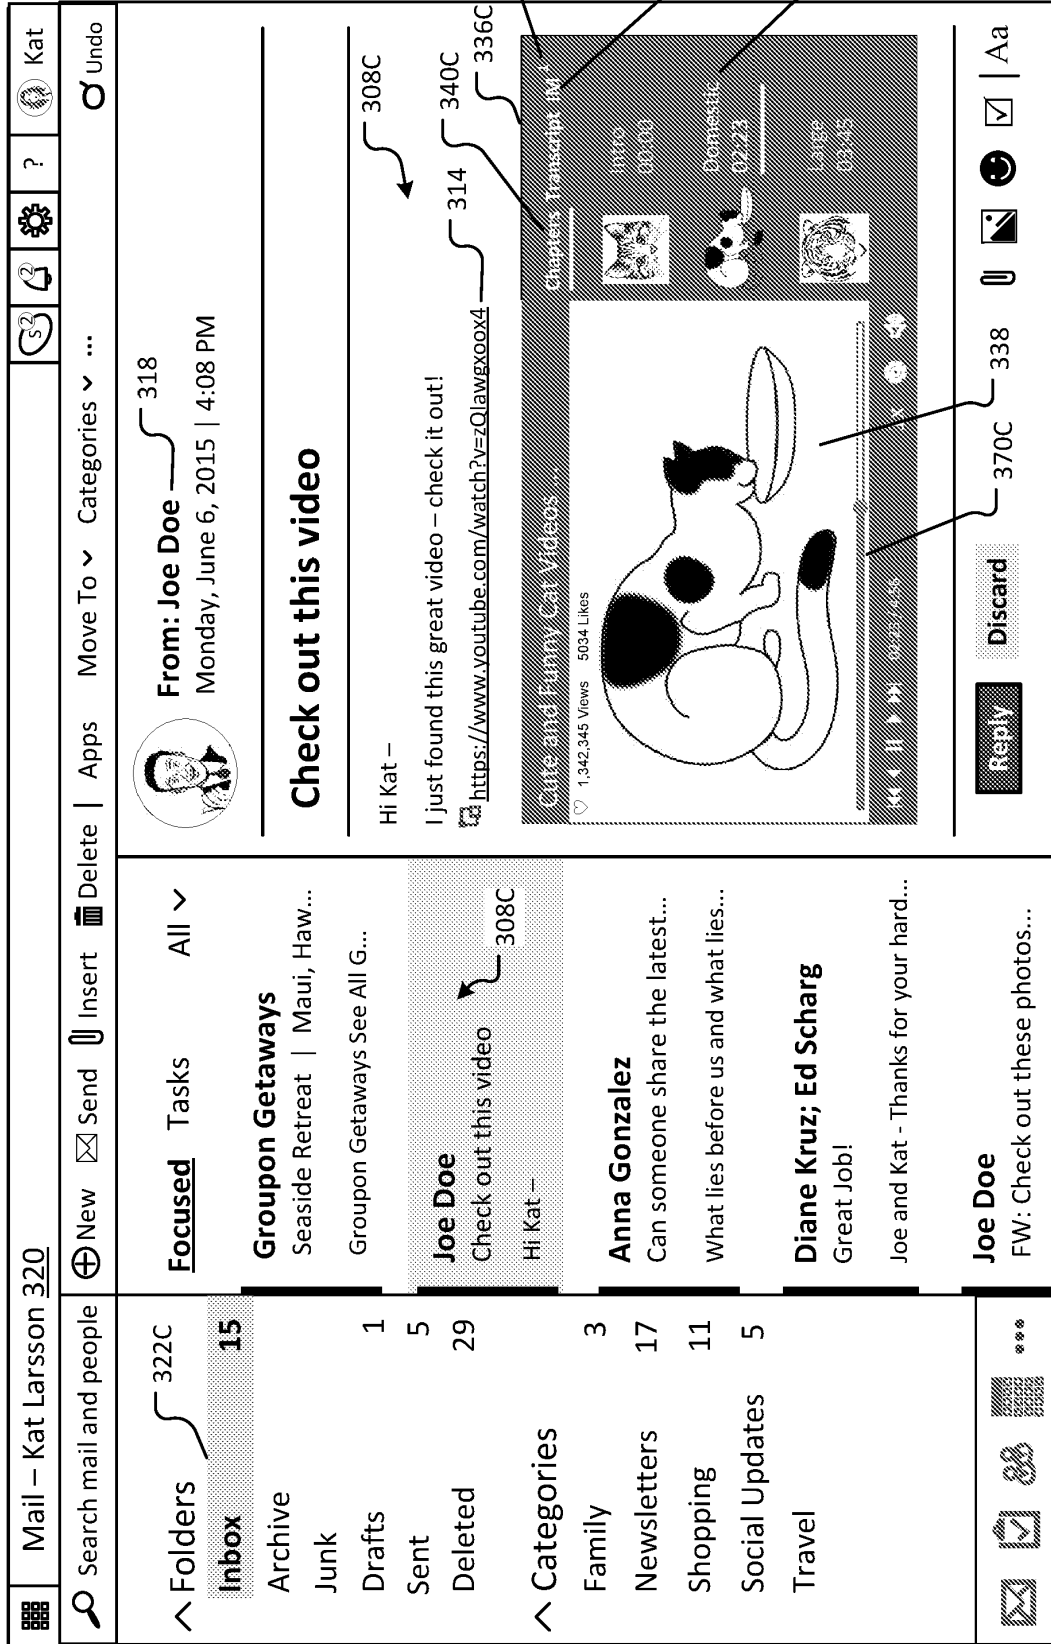 Mail – Kat Larsson 320
s 2
2
?
Kat
Search mail and people
New
Send
Insert
Delete |
Apps
Move To
Categories
...
Undo
Folders
322C
Inbox 15
Archive
Junk
Drafts 1
Sent 5
Deleted 29
Categories
Family 3
Newsletters 17
Shopping 11
Social Updates 5
Travel
Focused Tasks All
Groupon Getaways
Seaside Retreat | Maui, Haw...
Groupon Getaways See All G...
Joe Doe
Check out this video
Hi Kat–
308C
Anna Gonzalez
Can someone share the latest...
What lies before us and what lies...
Diane Kruz; Ed Scharg
Great Job!
Joe and Kat - Thanks for your hard...
Joe Doe
FW: Check out these photos...
From: Joe Doe
318
Monday, June 6, 2015 | 4:08 PM
Check out this video
308C
Hi Kat –
I just found this great video – check it out!
https://www.youtube.com/watch?v=zQlawgxoox4
314
340C
336C
Cute and Funny Cat Videos ...
Chapters Transcript
1,342,345 Views 5034 Likes
Intro
00:00
Domestic
02:23
03:45
370C
338
Reply
Discard
| Aa